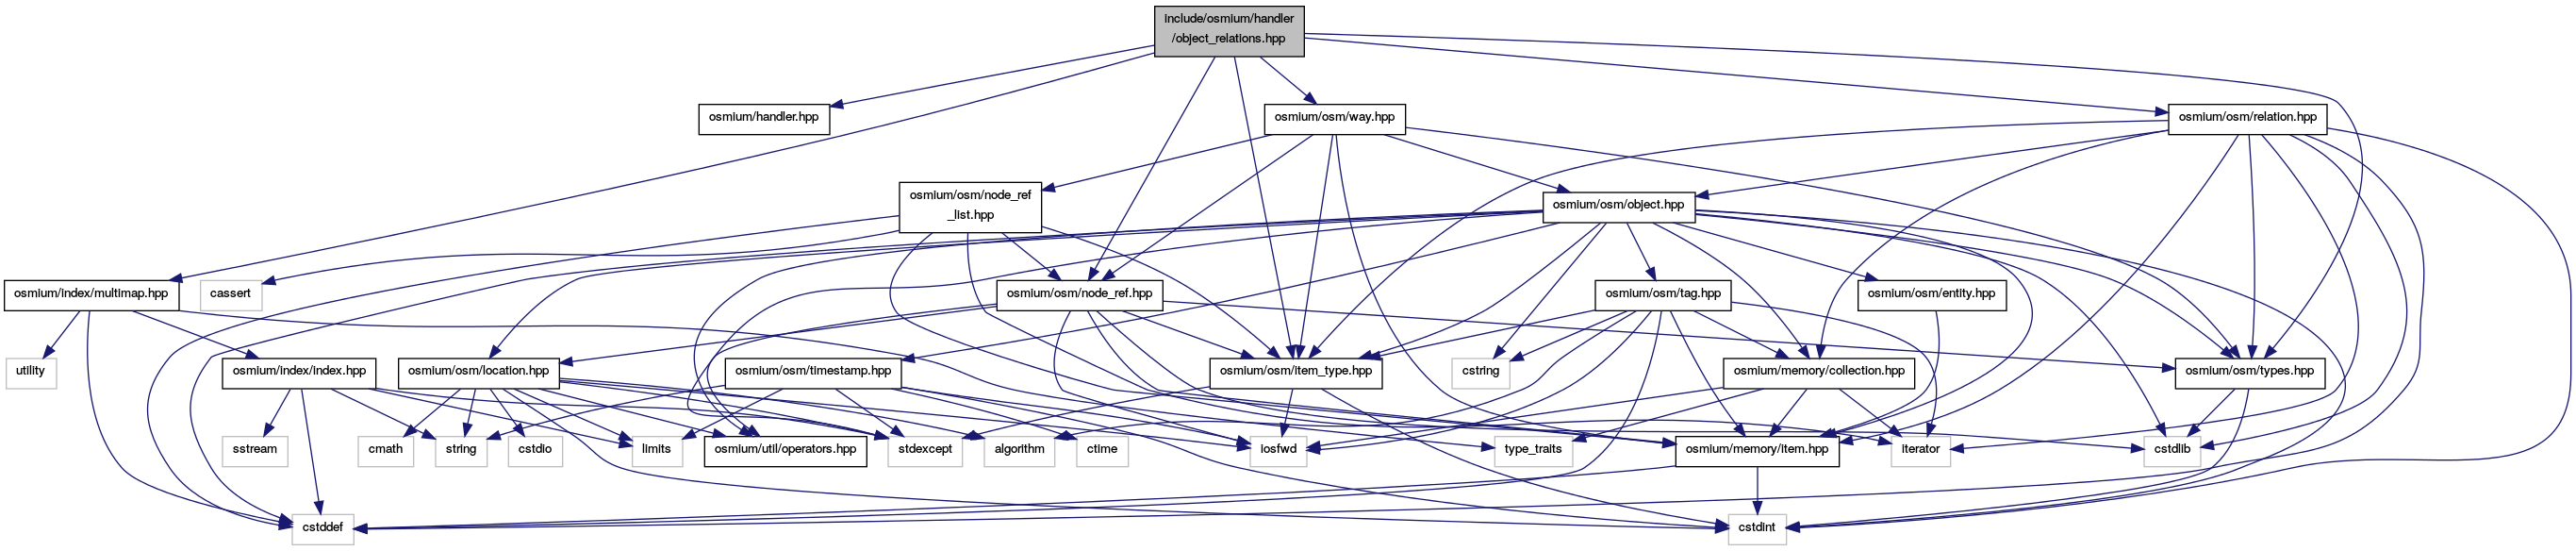 include/osmium/handler
/object_relations.hpp
osmium/handler.hpp
osmium/osm/way.hpp
osmium/osm/relation.hpp
osmium/osm/node_ref
_list.hpp
osmium/osm/object.hpp
osmium/index/multimap.hpp
cassert
osmium/osm/node_ref.hpp
osmium/osm/tag.hpp
osmium/osm/entity.hpp
utility
osmium/index/index.hpp
osmium/osm/location.hpp
osmium/osm/timestamp.hpp
osmium/osm/item_type.hpp
cstring
osmium/memory/collection.hpp
osmium/osm/types.hpp
sstream
cmath
string
cstdio
limits
osmium/util/operators.hpp
stdexcept
algorithm
ctime
iosfwd
type_traits
osmium/memory/item.hpp
iterator
cstdlib
cstddef
cstdint